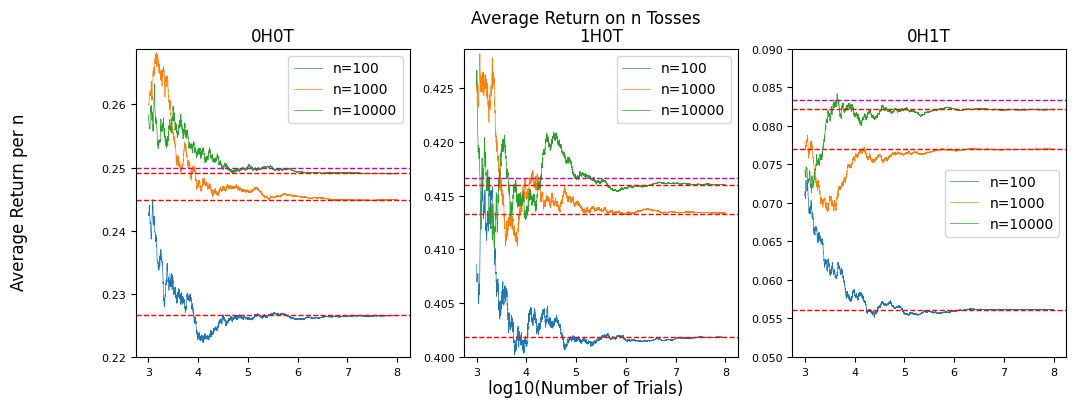 Average Return on n Tosses
Average Return per n
0H0T
n=100
n=1000
n=10000
0.26
0.25
0.24
0.23
0.22
3 4 5 6 7 8
1H0T
n=100
n=1000
n=10000
0.425
0.420
0.415
0.410
0.405
0.400
3 4 5 6 7 8
0H1T
n=100
n=1000
n=10000
0.090
0.085
0.080
0.075
0.070
0.065
0.060
0.055
0.050
3 4 5 6 7 8
log10(Number of Trials)